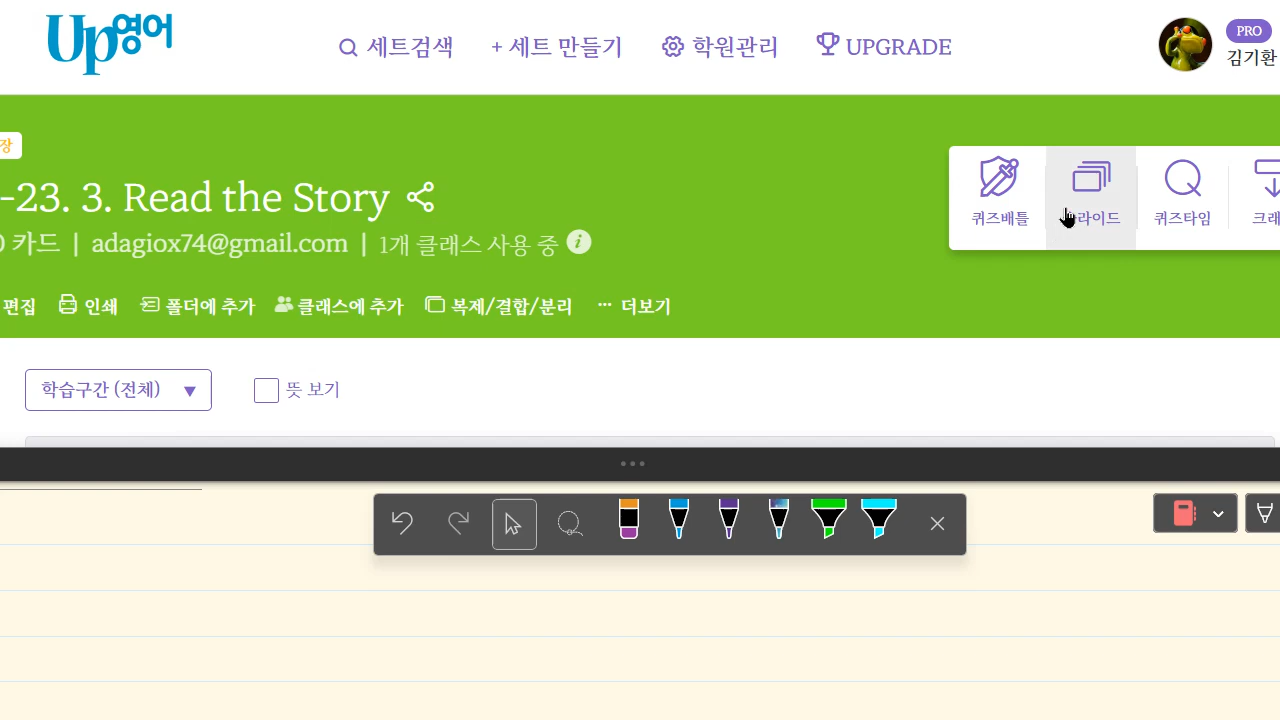 Up영어
세트검색
+ 세트 만들기
학원관리
UPGRADE
PRO
김기환
장
-23. 3. Read the Story
카드 | adagiox74@gmail.com | 1개 클래스 사용 중 i
편집
인쇄
폴더에 추가
클래스에 추가
복제/결합/분리
더보기
퀴즈배틀
라이드
퀴즈타임
크래
학습구간 (전체)
뜻 보기